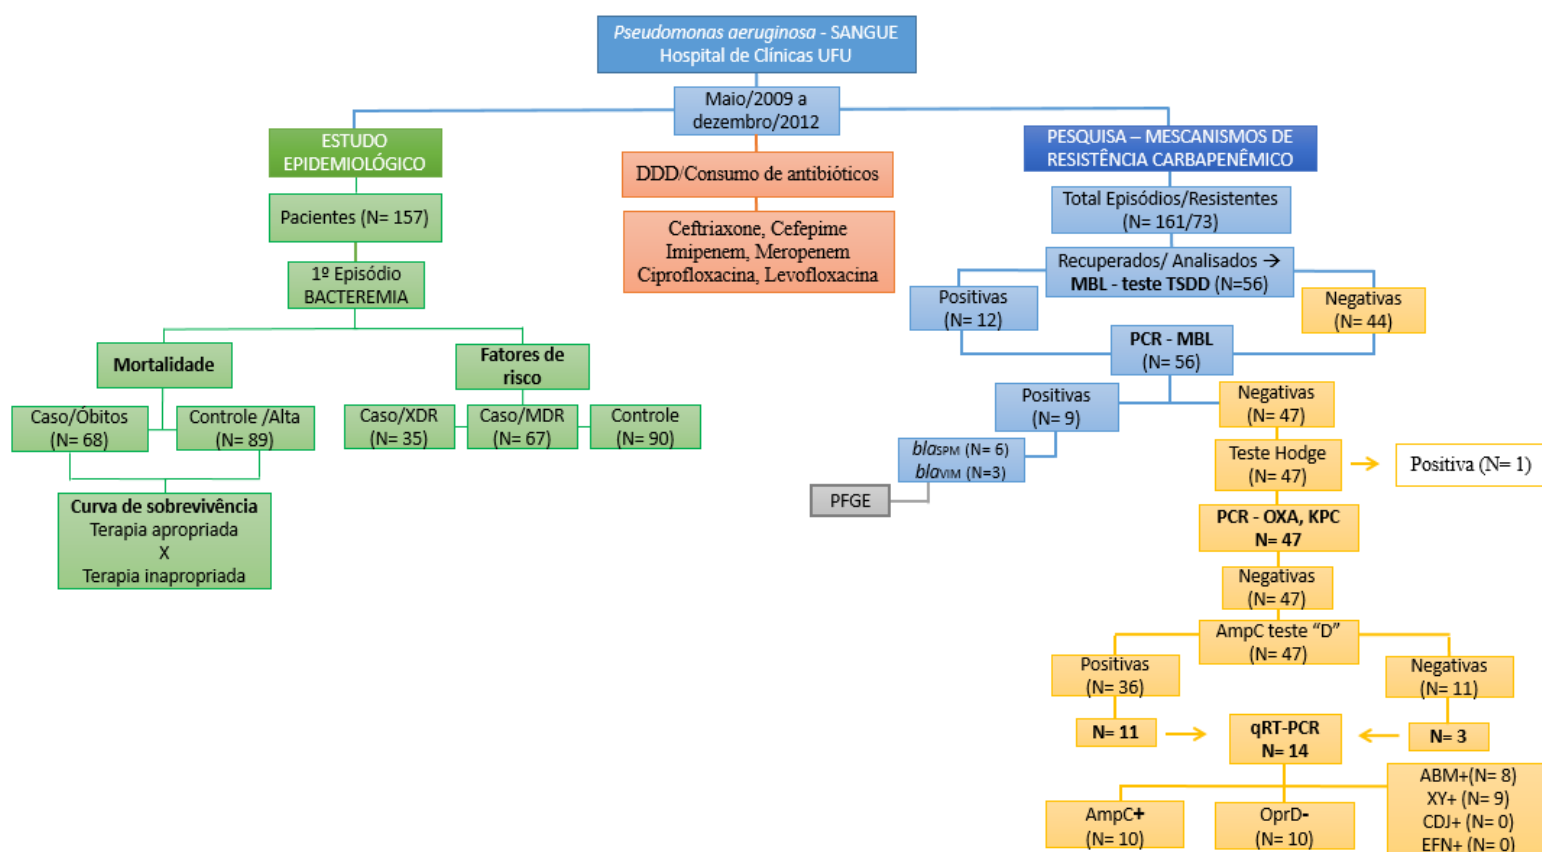 Pseudomonas aeruginosa - SANGUE
Hospital de Clínicas UFU
Maio/2009 a
dezembro/2012
ESTUDO
EPIDEMIOLÓGICO
Pacientes (N= 157)
1º Episódio
BACTEREMIA
Mortalidade
Fatores de
risco
Caso/Óbitos
(N= 68)
Controle /Alta
(N= 89)
Caso/XDR
(N= 35)
Caso/MDR
(N= 67)
Controle
(N= 90)
Curva de sobrevivência
Terapia apropriada
X
Terapia inapropriada
DDD/Consumo de antibióticos
Ceftriaxone, Cefepime
Imipenem, Meropenem
Ciprofloxacina, Levofloxacina
PESQUISA – MESCANISMOS DE
RESISTÊNCIA CARBAPENÊMICO
Total Episódios/Resistentes
(N= 161/73)
Recuperados/ Analisados →
MBL - teste TSDD (N=56)
Positivas
(N= 12)
Negativas
(N= 44)
PCR - MBL
(N= 56)
Positivas
(N= 9)
Negativas
(N= 47)
blaSPM (N= 6)
blaVIM (N=3)
PFGE
Teste Hodge
(N= 47)
Positiva (N= 1)
PCR - OXA, KPC
N= 47
Negativas
(N= 47)
AmpC teste “D”
(N= 47)
Positivas
(N= 36)
Negativas
(N= 11)
N= 11
qRT-PCR
N= 14
N= 3
AmpC+
(N= 10)
OprD-
(N= 10)
ABM+(N= 8)
XY+ (N= 9)
CDJ+ (N= 0)
EFN+ (N= 0)